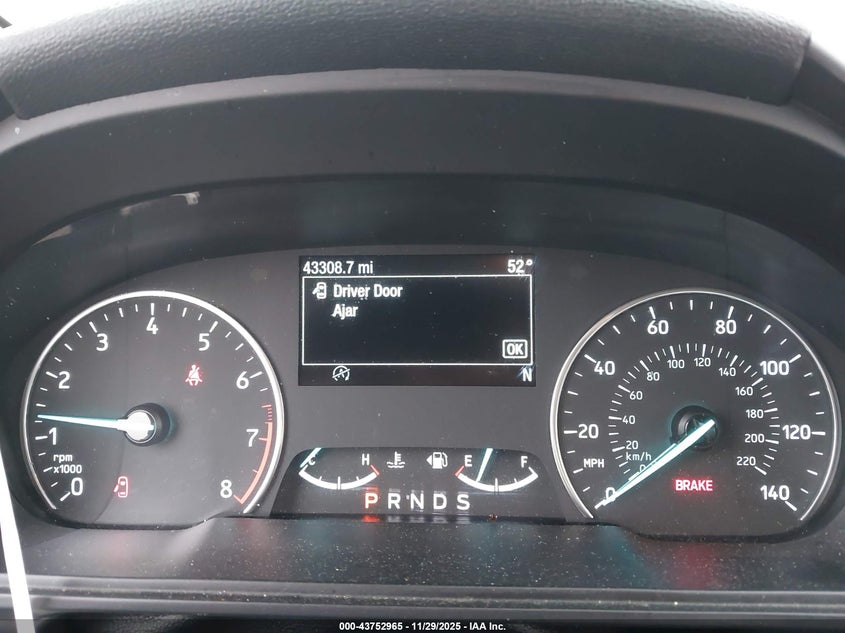 43308.7 mi 52°
Driver Door
Ajar
OK
N
0 1 2 3 4 5 6 7 8
rpm
x1000
C H E F
P R N D S
0 20 40 60 80 100 120 140
MPH
0 20 40 60 80 100 120 140 160 180 200 220
km/h
BRAKE
000-43752965 - 11/29/2025 - IAA Inc.